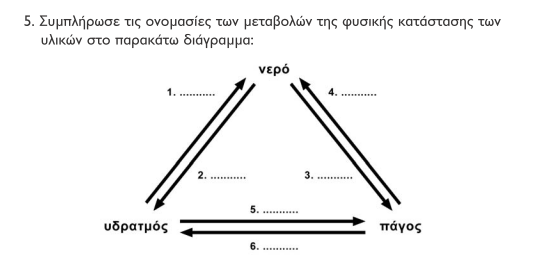 5. Συμπλήρωσε τις ονομασίες των μεταβολών της φυσικής κατάστασης των
υλικών στο παρακάτω διάγραμμα:
νερό
1. ...........
4. ...........
2. ...........
3. ...........
5. ...........
υδρατμός
πάγος
6. ...........